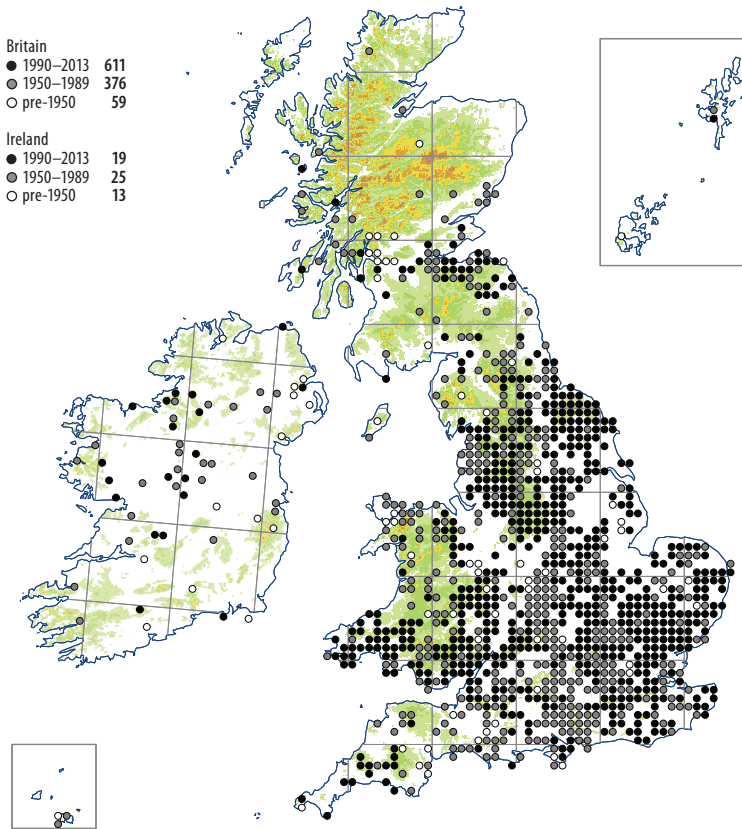 Britain
● 1990–2013 611
● 1950–1989 376
○ pre-1950 59
Ireland
● 1990–2013 19
● 1950–1989 25
○ pre-1950 13